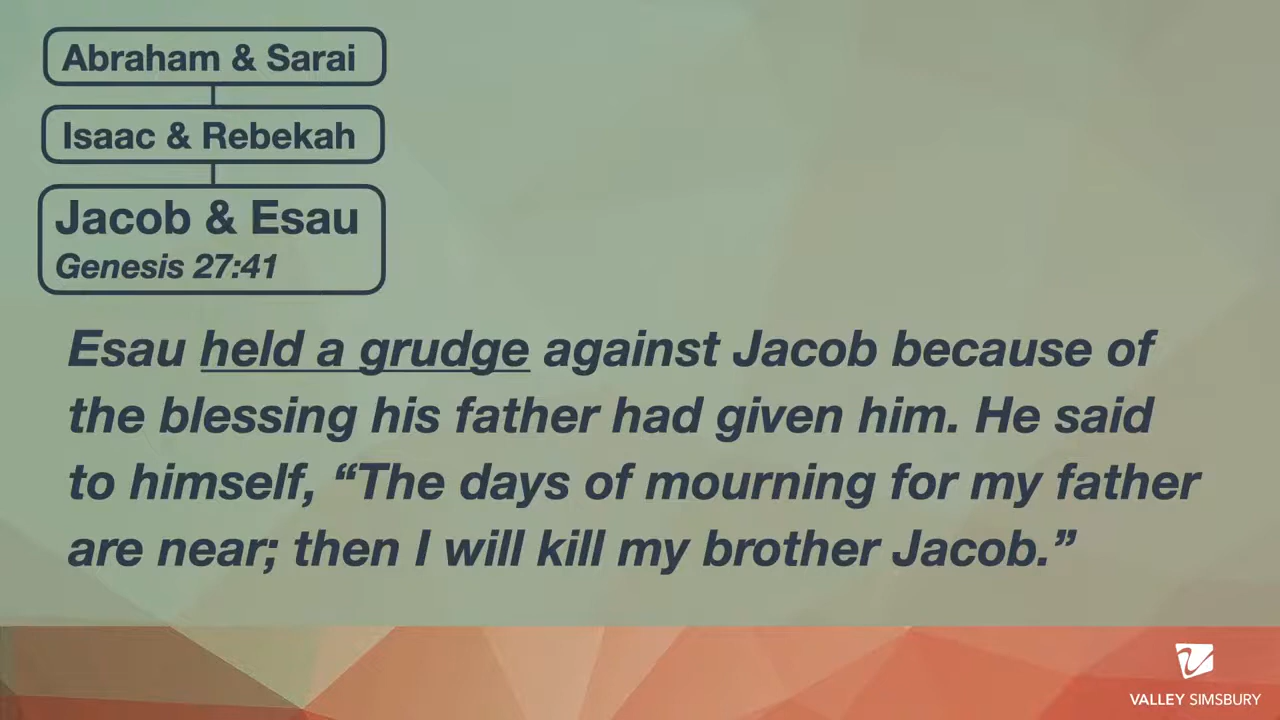 Abraham & Sarai
Isaac & Rebekah
Jacob & Esau
Genesis 27:41
Esau held a grudge against Jacob because of
the blessing his father had given him. He said
to himself, “The days of mourning for my father
are near; then I will kill my brother Jacob.”
VALLEY SIMSBURY